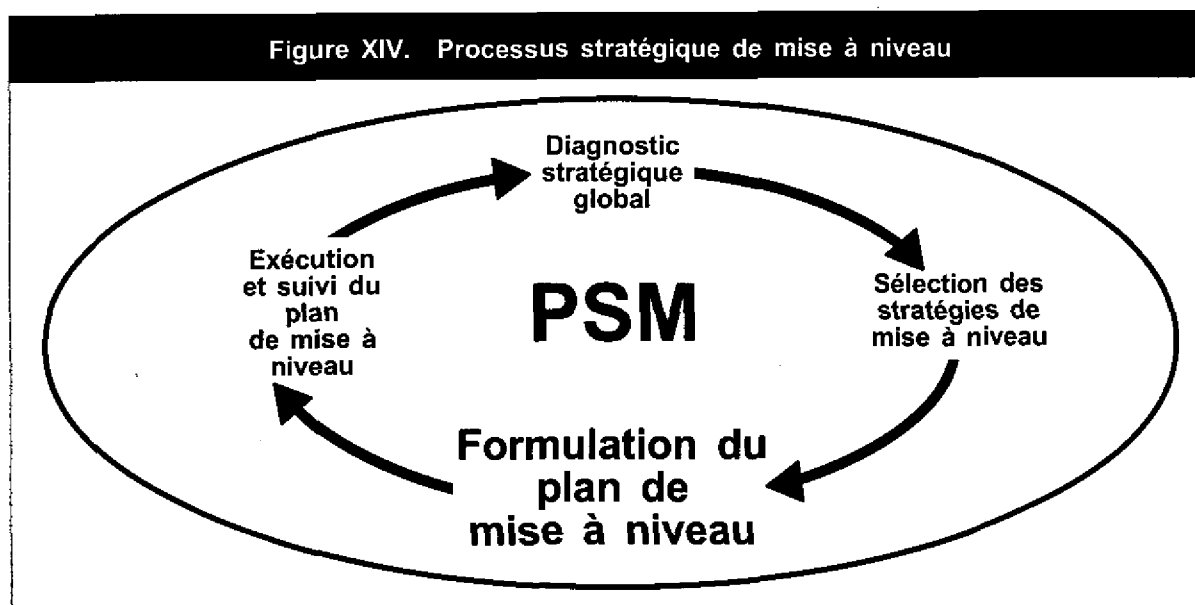 Figure XIV. Processus stratégique de mise à niveau
Diagnostic
stratégique
global
Sélection des
stratégies de
mise à niveau
Formulation du
plan de
mise à niveau
Exécution
et suivi du
plan
de mise à
niveau
PSM